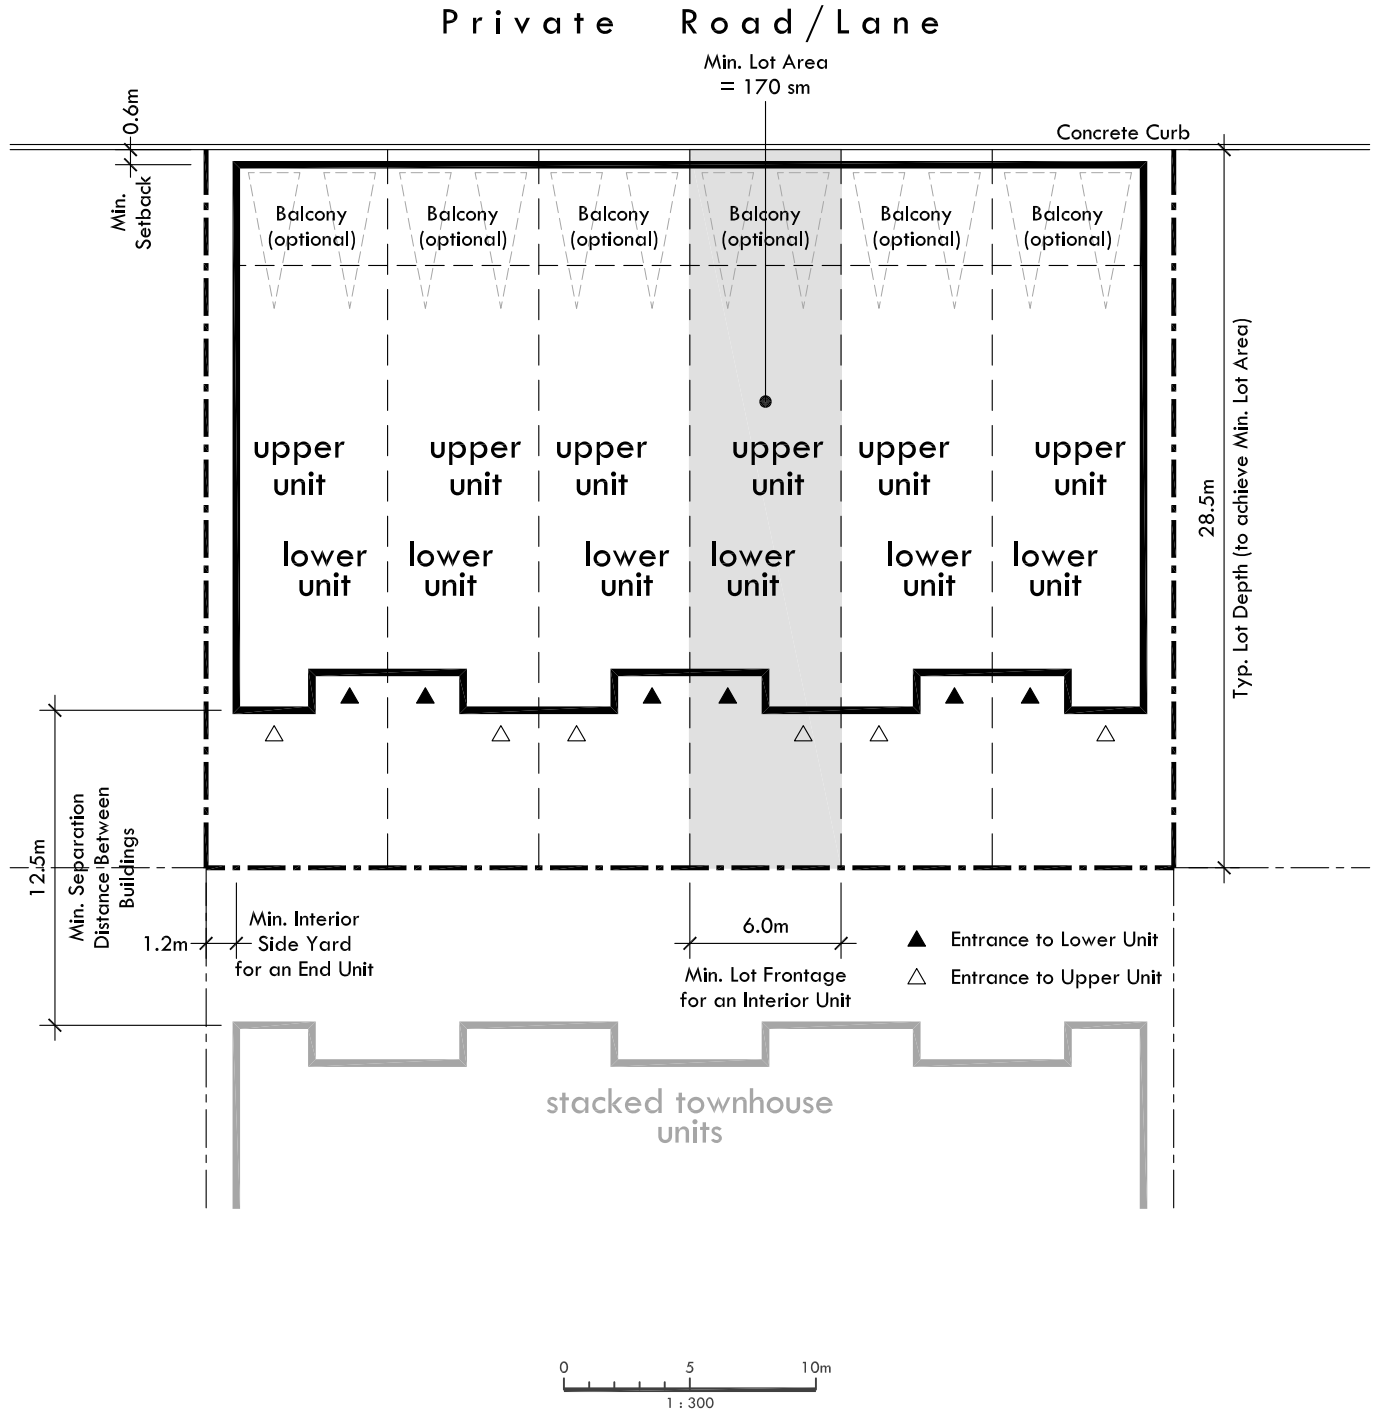 Private Road/Lane
Min. Lot Area
= 170 sm
0.6m
Concrete Curb
Min.
Setback
Balcony
(optional)
Balcony
(optional)
Balcony
(optional)
Balcony
(optional)
Balcony
(optional)
Balcony
(optional)
upper
unit
upper
unit
upper
unit
upper
unit
upper
unit
upper
unit
lower
unit
lower
unit
lower
unit
lower
unit
lower
unit
lower
unit
28.5m
Typ. Lot Depth (to achieve Min. Lot Area)
12.5m
Min. Separation
Distance Between
Buildings
1.2m
Min. Interior
Side Yard
for an End Unit
6.0m
Min. Lot Frontage
for an Interior Unit
Entrance to Lower Unit
Entrance to Upper Unit
stacked townhouse
units
0 5 10m
1 : 300